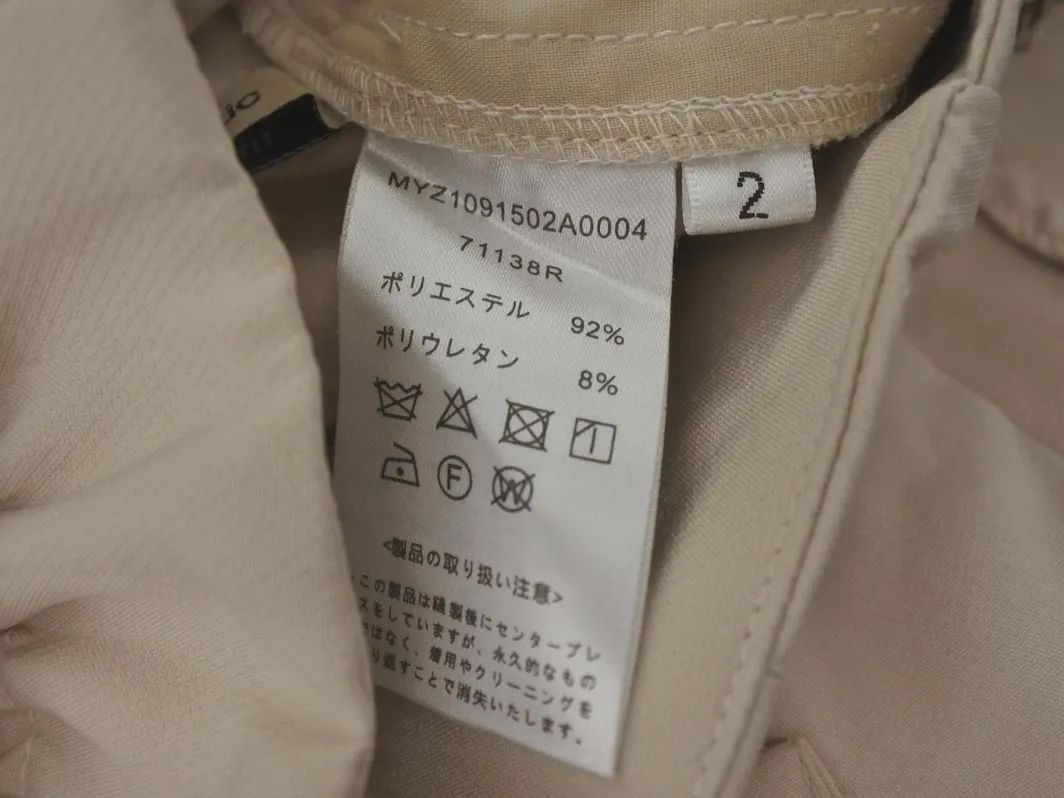 MYZ1091502A0004
2
71138R
ポリエステル 92%
ポリウレタン 8%
F
W
<製品の取り扱い注意>
この製品は縫製後にセンタープレ
スをしていますが、永久的なもの
ではなく、着用やクリーニングを
り返すことで消失いたします。